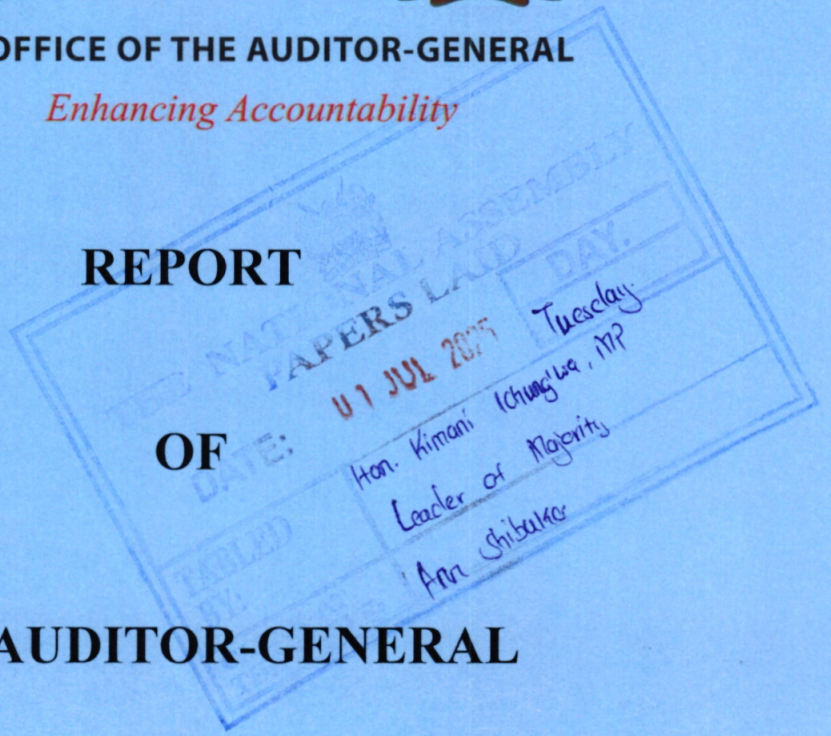 OFFICE OF THE AUDITOR-GENERAL
Enhancing Accountability
REPORT
THE NATIONAL ASSEMBLY
PAPERS LAID
DATE: 01 JUL 2025
DAY.
Tuesday
OF
TABLED
BY:
Hon. Kimani Ichung'wa, MP
Leader of Majority
Ann Shibuko
AUDITOR-GENERAL